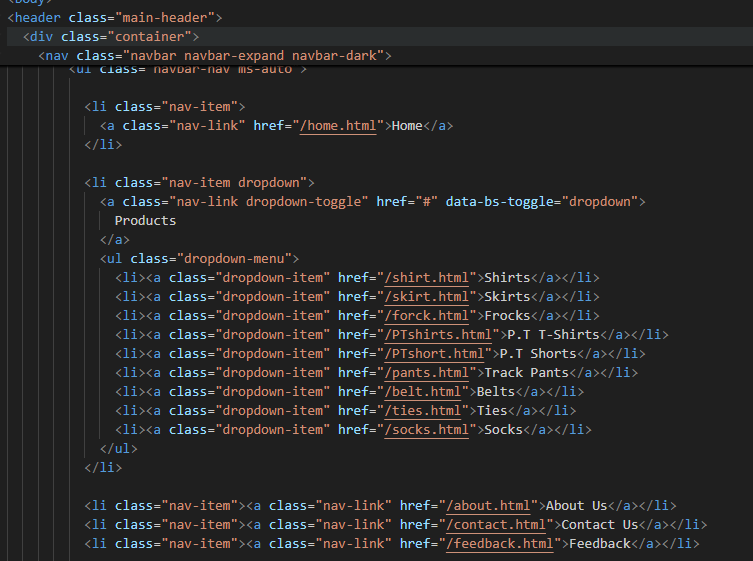 <body>
<header class="main-header">
<div class="container">
<nav class="navbar navbar-expand navbar-dark">
<ul class="navbar-nav ms-auto">
<li class="nav-item">
<a class="nav-link" href="/home.html">Home</a>
</li>
<li class="nav-item dropdown">
<a class="nav-link dropdown-toggle" href="#" data-bs-toggle="dropdown">
Products
</a>
<ul class="dropdown-menu">
<li><a class="dropdown-item" href="/shirt.html">Shirts</a></li>
<li><a class="dropdown-item" href="/skirt.html">Skirts</a></li>
<li><a class="dropdown-item" href="/forck.html">Frocks</a></li>
<li><a class="dropdown-item" href="/PTshirts.html">P.T T-Shirts</a></li>
<li><a class="dropdown-item" href="/PTshort.html">P.T Shorts</a></li>
<li><a class="dropdown-item" href="/pants.html">Track Pants</a></li>
<li><a class="dropdown-item" href="/belt.html">Belts</a></li>
<li><a class="dropdown-item" href="/ties.html">Ties</a></li>
<li><a class="dropdown-item" href="/socks.html">Socks</a></li>
</ul>
</li>
<li class="nav-item"><a class="nav-link" href="/about.html">About Us</a></li>
<li class="nav-item"><a class="nav-link" href="/contact.html">Contact Us</a></li>
<li class="nav-item"><a class="nav-link" href="/feedback.html">Feedback</a></li>